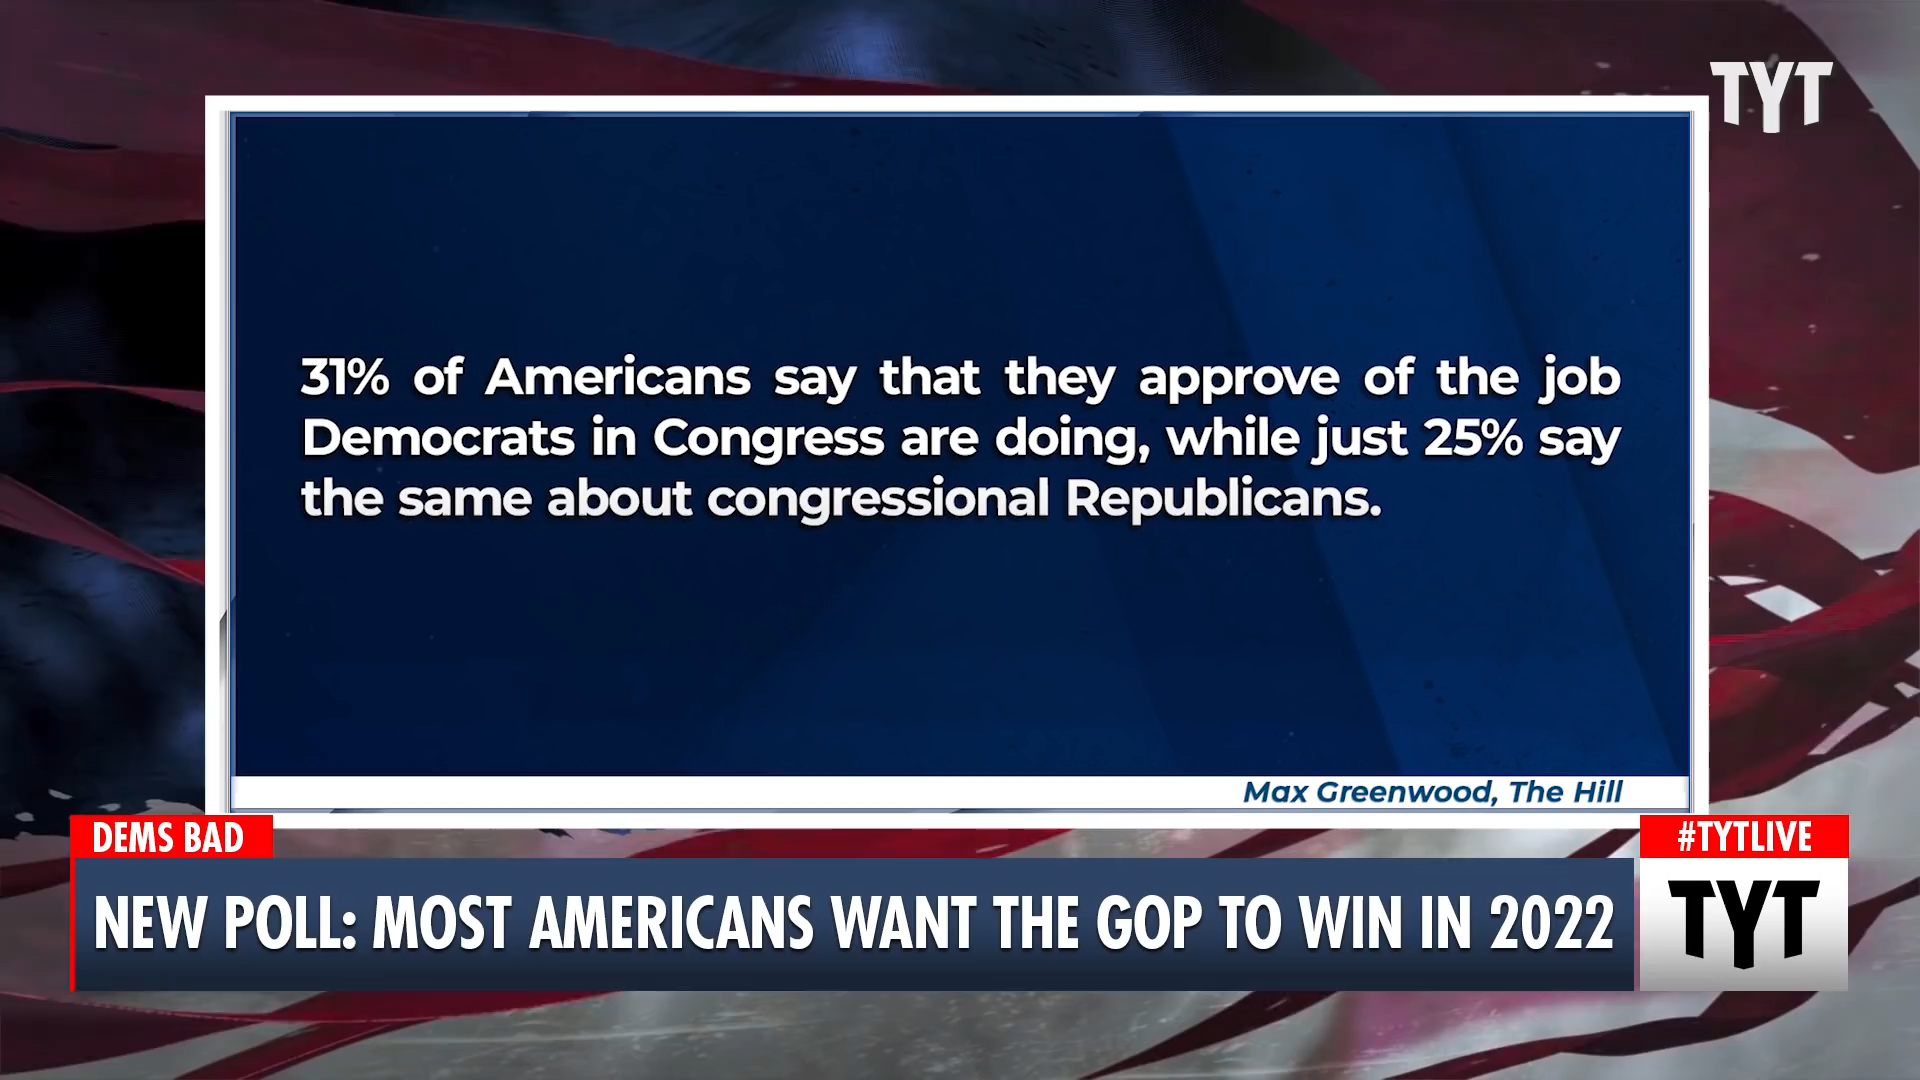 TYT
31% of Americans say that they approve of the job
Democrats in Congress are doing, while just 25% say
the same about congressional Republicans.
Max Greenwood, The Hill
DEMS BAD
#TYTLIVE
NEW POLL: MOST AMERICANS WANT THE GOP TO WIN IN 2022
TYT